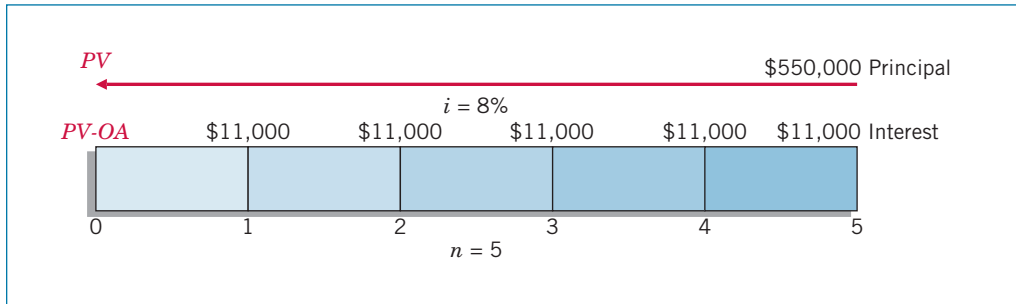 PV
$550,000 Principal
i = 8%
PV-OA $11,000 $11,000 $11,000 $11,000 $11,000 Interest
0 1 2 3 4 5
n = 5